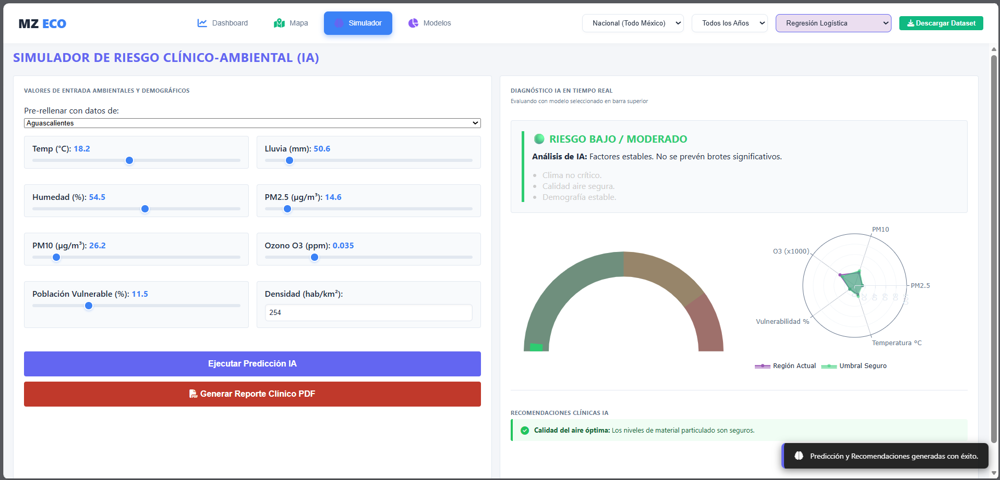 MZ ECO
Dashboard
Mapa
Simulador
Modelos
Nacional (Todo México)
Todos los Años
Regresión Logística
Descargar Dataset
SIMULADOR DE RIESGO CLÍNICO-AMBIENTAL (IA)
VALORES DE ENTRADA AMBIENTALES Y DEMOGRÁFICOS
Pre-rellenar con datos de:
Aguascalientes
Temp (°C): 18.2
Lluvia (mm): 50.6
Humedad (%): 54.5
PM2.5 (µg/m³): 14.6
PM10 (µg/m³): 26.2
Ozono O3 (ppm): 0.035
Población Vulnerable (%): 11.5
Densidad (hab/km²):
254
Ejecutar Predicción IA
Generar Reporte Clínico PDF
DIAGNÓSTICO IA EN TIEMPO REAL
Evaluando con modelo seleccionado en barra superior
RIESGO BAJO / MODERADO
Análisis de IA: Factores estables. No se prevén brotes significativos.
Clima no crítico.
Calidad aire segura.
Demografía estable.
PM10
O3 (x1000)
PM2.5
0 20 40 60 80 100
Vulnerabilidad %
Temperatura °C
Región Actual
Umbral Seguro
RECOMENDACIONES CLÍNICAS IA
Calidad del aire óptima: Los niveles de material particulado son seguros.
Predicción y Recomendaciones generadas con éxito.